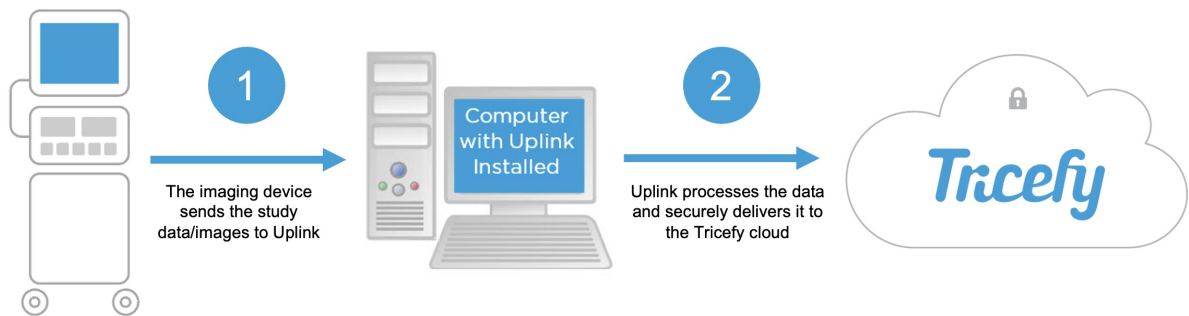 1
The imaging device
sends the study
data/images to Uplink
Computer
with Uplink
Installed
2
Uplink processes the data
and securely delivers it to
the Tricefy cloud
Tricefy